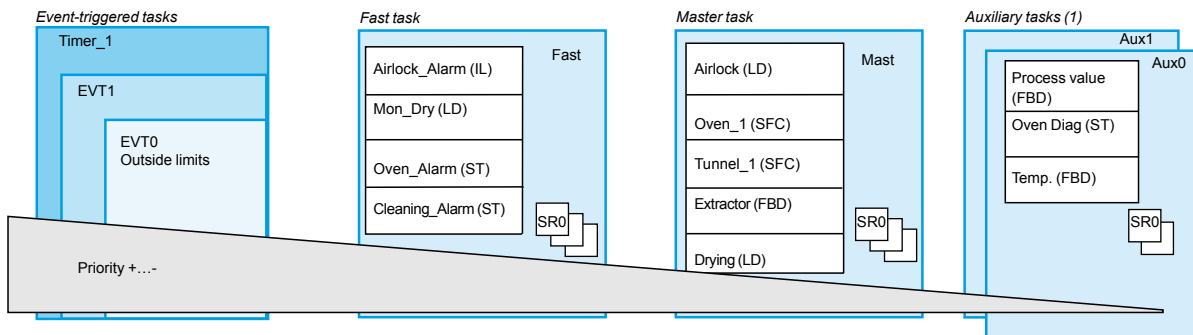 Event-triggered tasks
Timer_1
EVT1
EVT0
Outside limits
Fast task
Fast
Airlock_Alarm (IL)
Mon_Dry (LD)
Oven_Alarm (ST)
Cleaning_Alarm (ST)
SR0
Master task
Mast
Airlock (LD)
Oven_1 (SFC)
Tunnel_1 (SFC)
Extractor (FBD)
Drying (LD)
SR0
Auxiliary tasks (1)
Aux1
Aux0
Process value
(FBD)
Oven Diag (ST)
Temp. (FBD)
SR0
Priority +…-